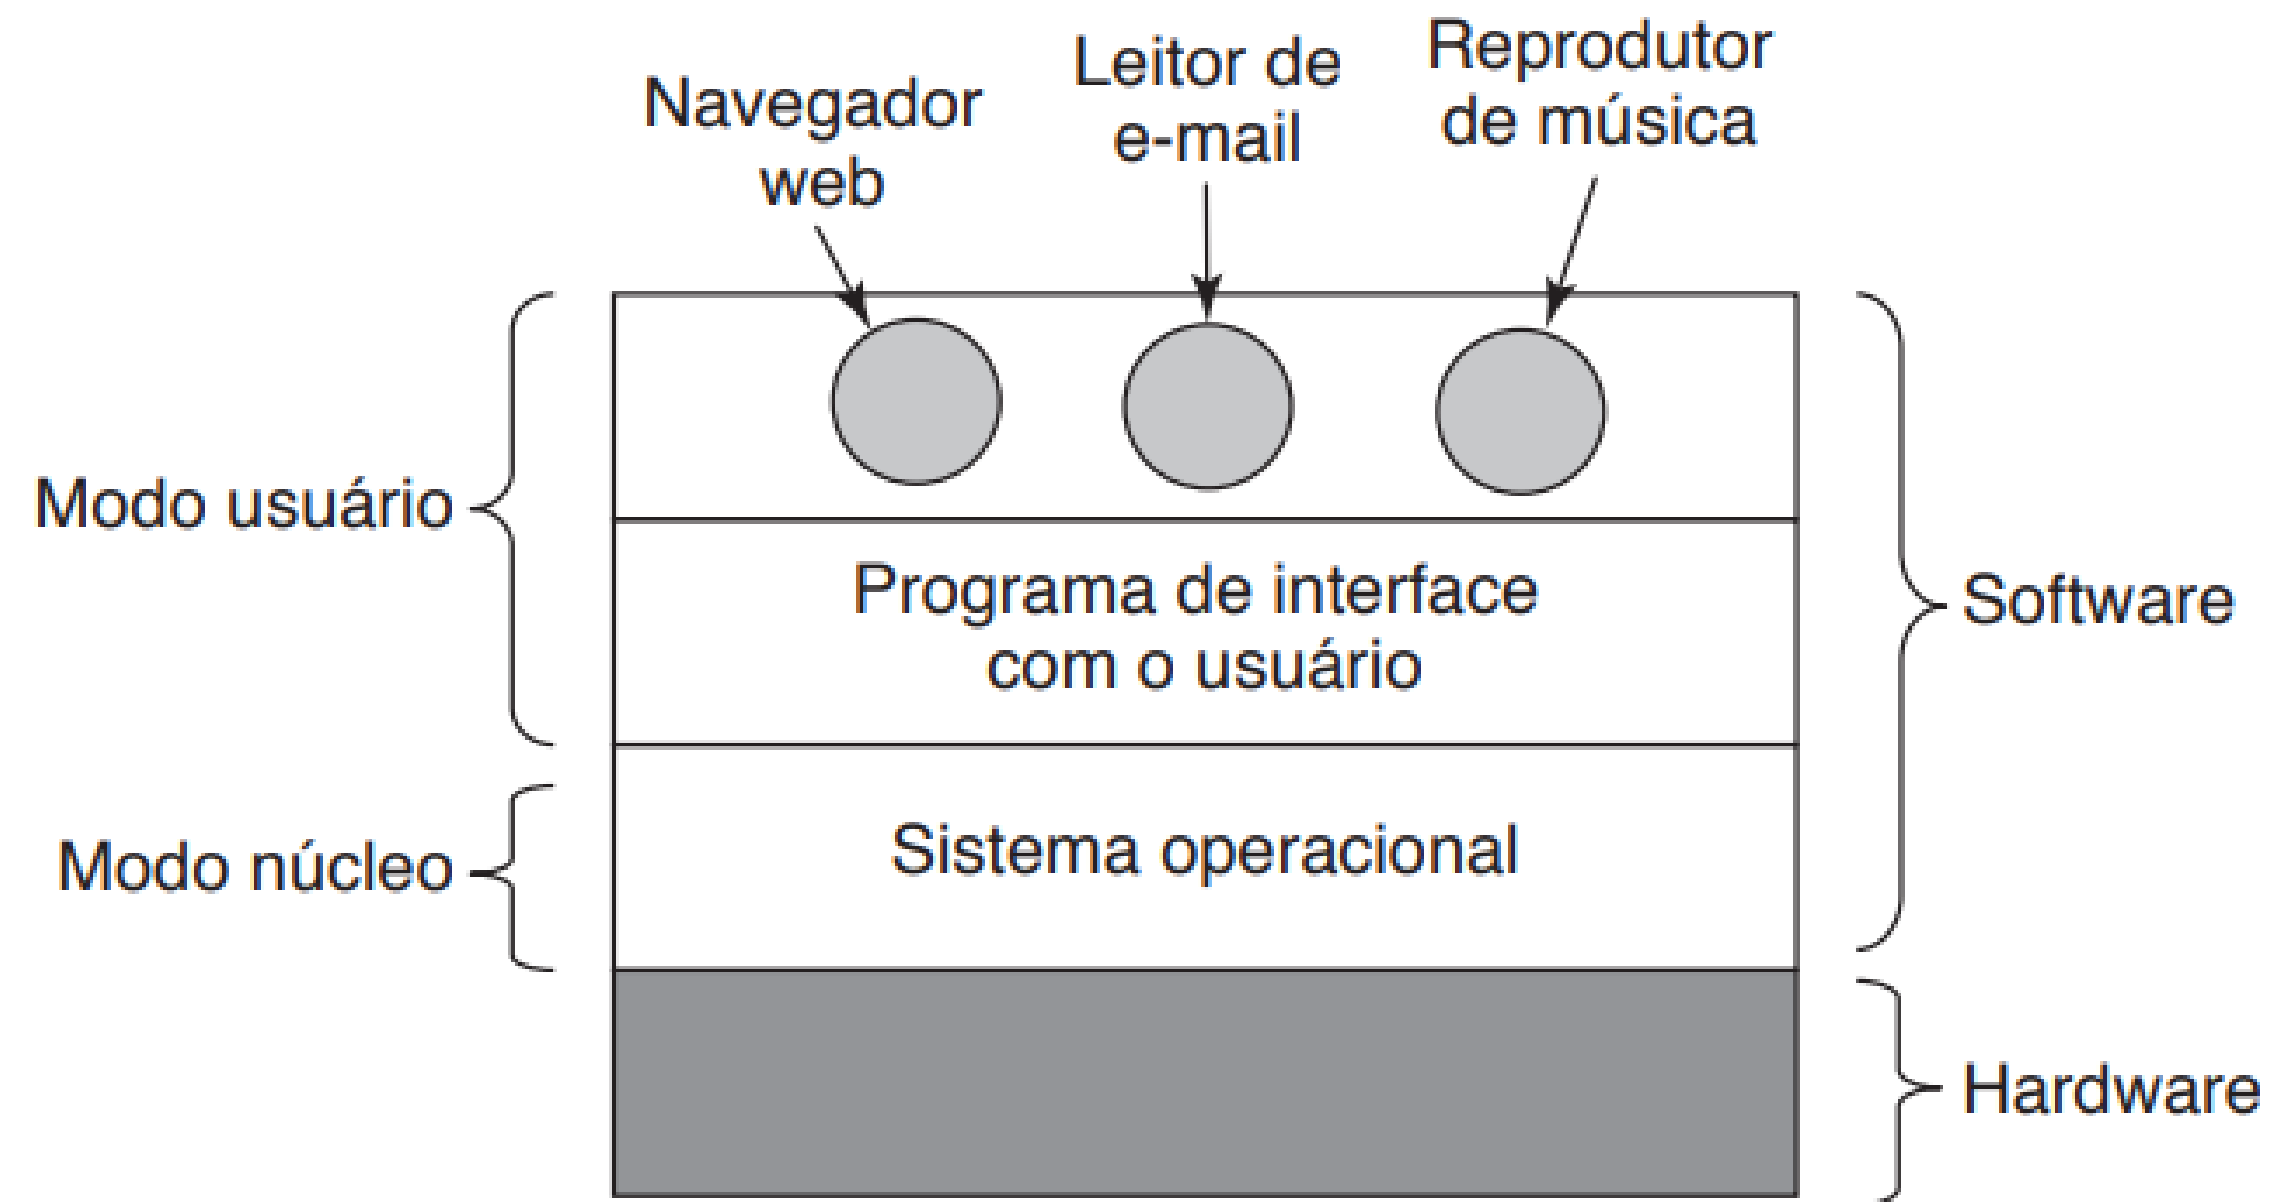 Navegador
web
Leitor de
e-mail
Reprodutor
de música
Modo usuário
Programa de interface
com o usuário
Software
Modo núcleo
Sistema operacional
Hardware